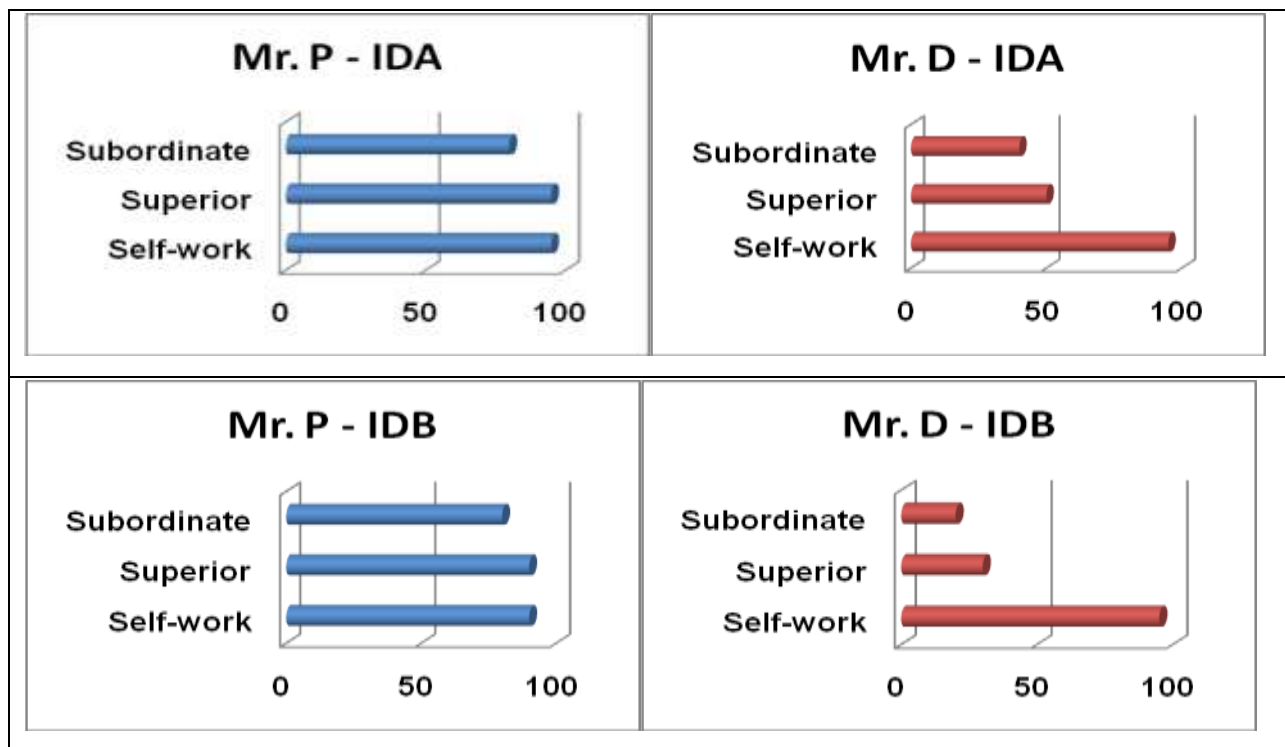 Mr. P - IDA
Subordinate
Superior
Self-work
0 50 100
Mr. D - IDA
Subordinate
Superior
Self-work
0 50 100
Mr. P - IDB
Subordinate
Superior
Self-work
0 50 100
Mr. D - IDB
Subordinate
Superior
Self-work
0 50 100